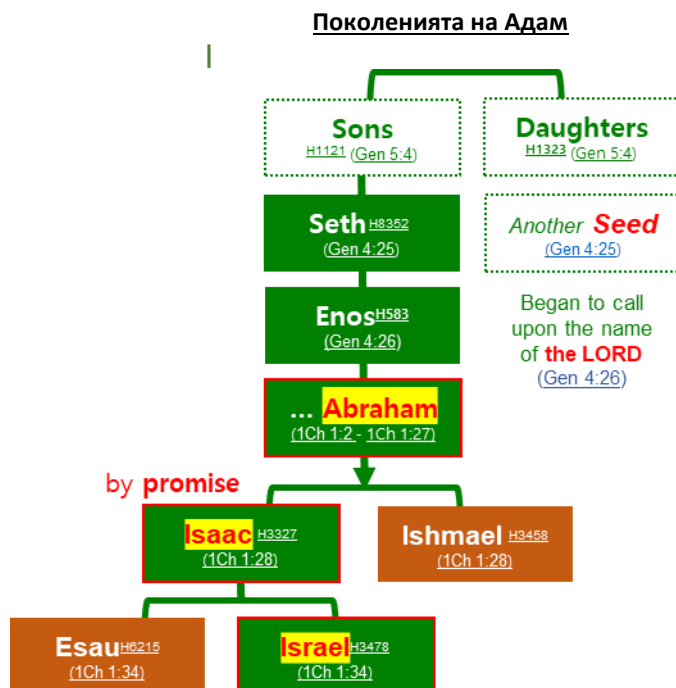 Поколенията на Адам
Sons
H1121 (Gen 5:4)
Daughters
H1323 (Gen 5:4)
Seth H8352
(Gen 4:25)
Another Seed
(Gen 4:25)
Enos H583
(Gen 4:26)
Began to call
upon the name
of the LORD
(Gen 4:26)
... Abraham
(1Ch 1:2 - 1Ch 1:27)
by promise
Isaac H3327
(1Ch 1:28)
Ishmael H3458
(1Ch 1:28)
Esau H6215
(1Ch 1:34)
Israel H3478
(1Ch 1:34)